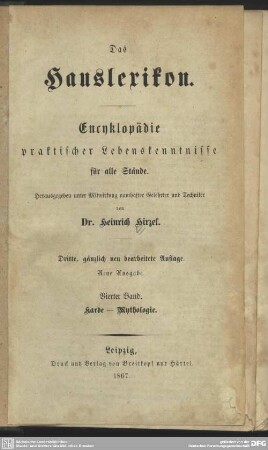 Das
Hauslexikon.
Encyklopädie
praktischer Lebenskenntnisse
für alle Stände.
Herausgegeben unter Mitwirkung namhafter Gelehrter und Techniker
von
Dr. Heinrich Hirzel.
Dritte, gänzlich neu bearbeitete Auflage.
Neue Ausgabe.
Vierter Band.
Harde — Mythologie.
Leipzig,
Druck und Verlag von Breitkopf und Härtel.
1867.